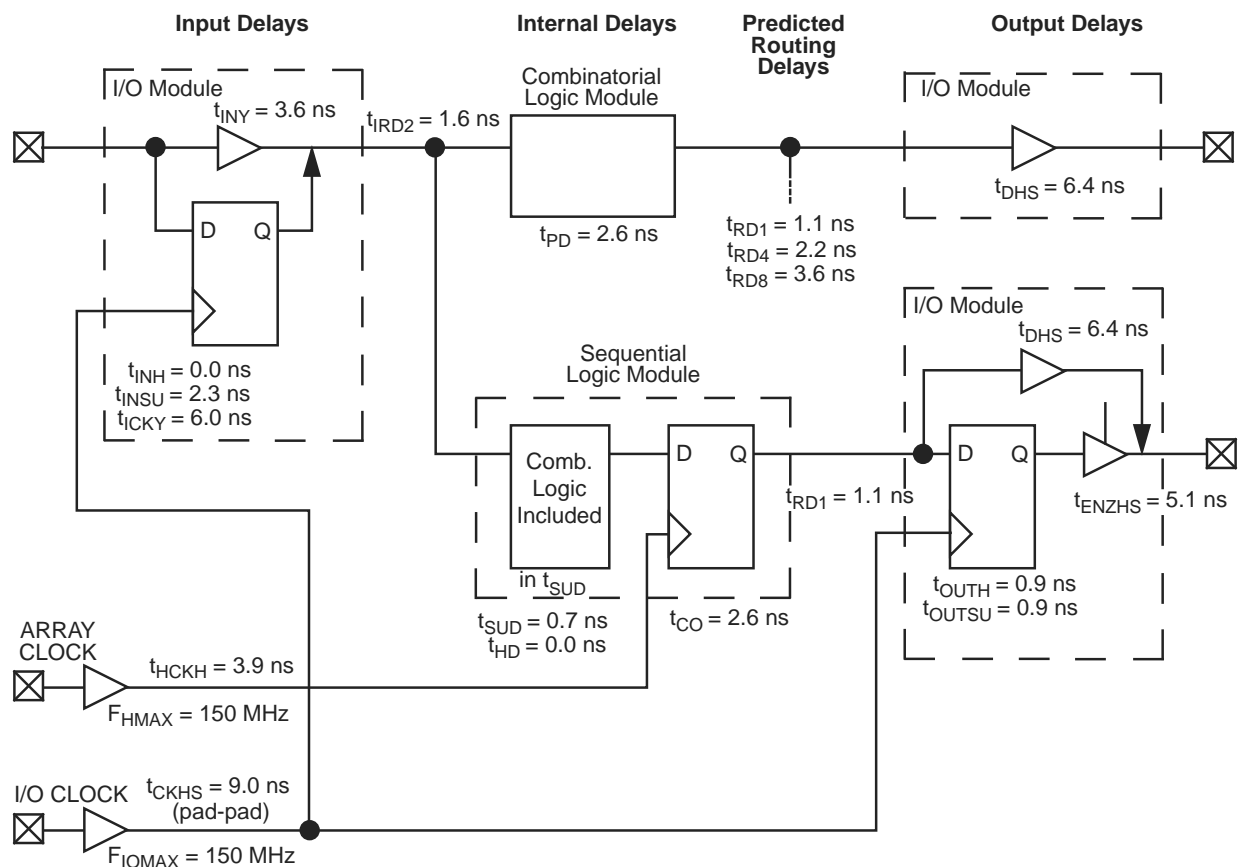 Input Delays
Internal Delays
Predicted
Routing
Delays
Output Delays
I/O Module
tINY = 3.6 ns
tIRD2 = 1.6 ns
Combinatorial
Logic Module
I/O Module
D Q
tPD = 2.6 ns
tDHS = 6.4 ns
tRD1 = 1.1 ns
tRD4 = 2.2 ns
tRD8 = 3.6 ns
tINH = 0.0 ns
tINSU = 2.3 ns
tICKY = 6.0 ns
Sequential
Logic Module
I/O Module
tDHS = 6.4 ns
Comb.
Logic
Included
in tSUD
D Q
tRD1 = 1.1 ns
D Q
tENZHS = 5.1 ns
tSUD = 0.7 ns
tHD = 0.0 ns
tCO = 2.6 ns
tOUTH = 0.9 ns
tOUTSU = 0.9 ns
ARRAY
CLOCK
tHCKH = 3.9 ns
FHMAX = 150 MHz
I/O CLOCK
tCKHS = 9.0 ns
(pad-pad)
FIOMAX = 150 MHz